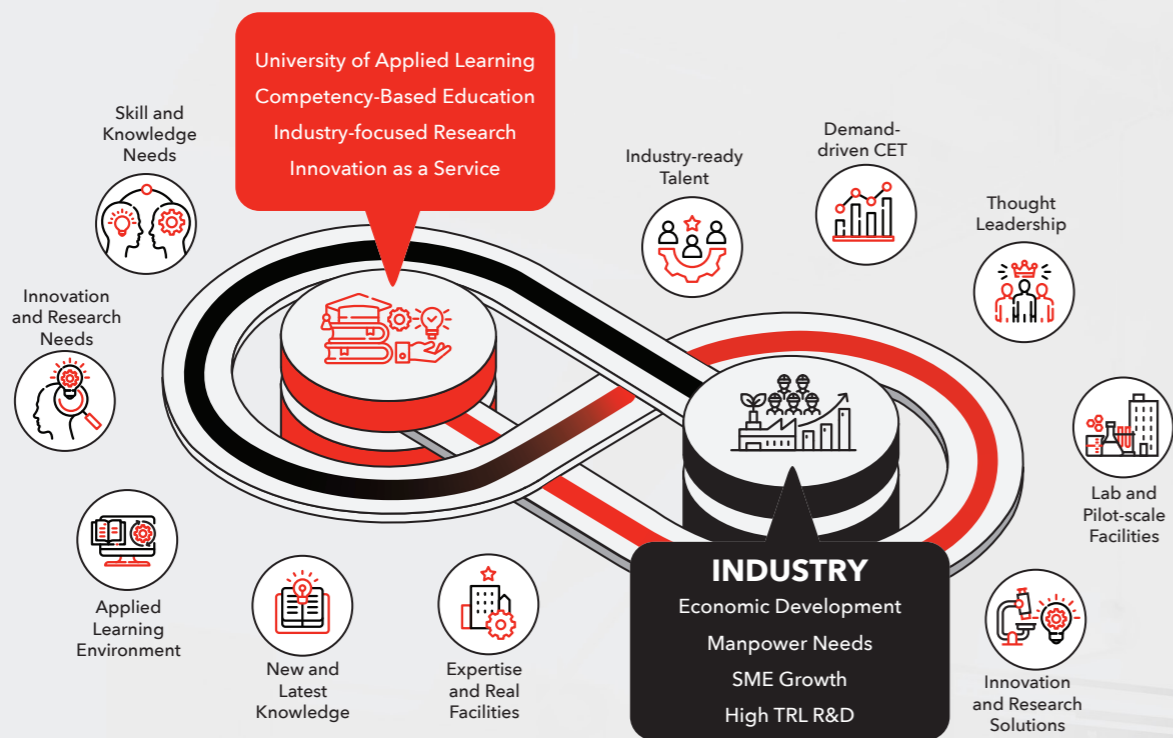 University of Applied Learning
Competency-Based Education
Industry-focused Research
Innovation as a Service
Skill and
Knowledge
Needs
Innovation
and Research
Needs
Applied
Learning
Environment
New and
Latest
Knowledge
Expertise
and Real
Facilities
Industry-ready
Talent
Demand-
driven CET
Thought
Leadership
Lab and
Pilot-scale
Facilities
Innovation
and Research
Solutions
INDUSTRY
Economic Development
Manpower Needs
SME Growth
High TRL R&D